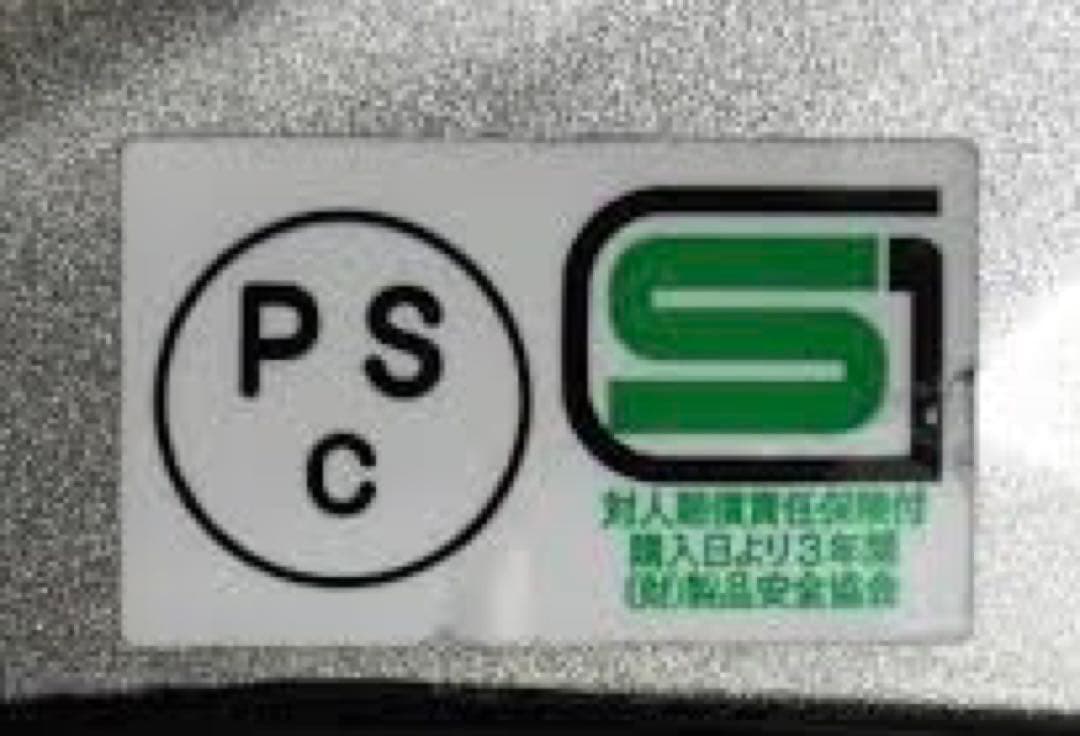 P S
C
SG
対人賠償責任保険付
購入日より3年間
(財)製品安全協会